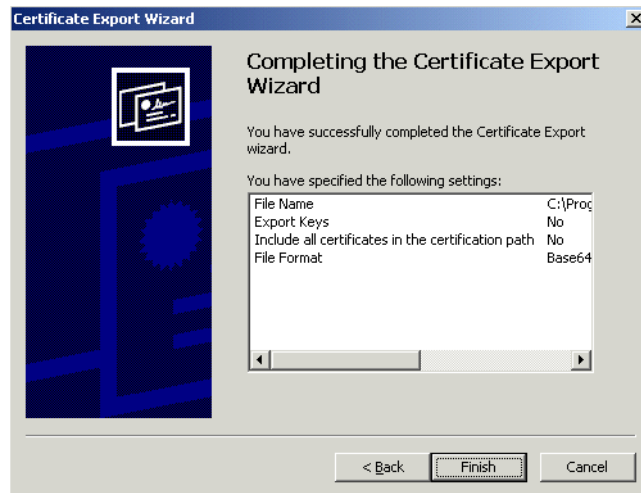 Certificate Export Wizard
Completing the Certificate Export
Wizard
You have successfully completed the Certificate Export
wizard.
You have specified the following settings:
File Name C:\Prog
Export Keys No
Include all certificates in the certification path No
File Format Base64
< Back Finish Cancel